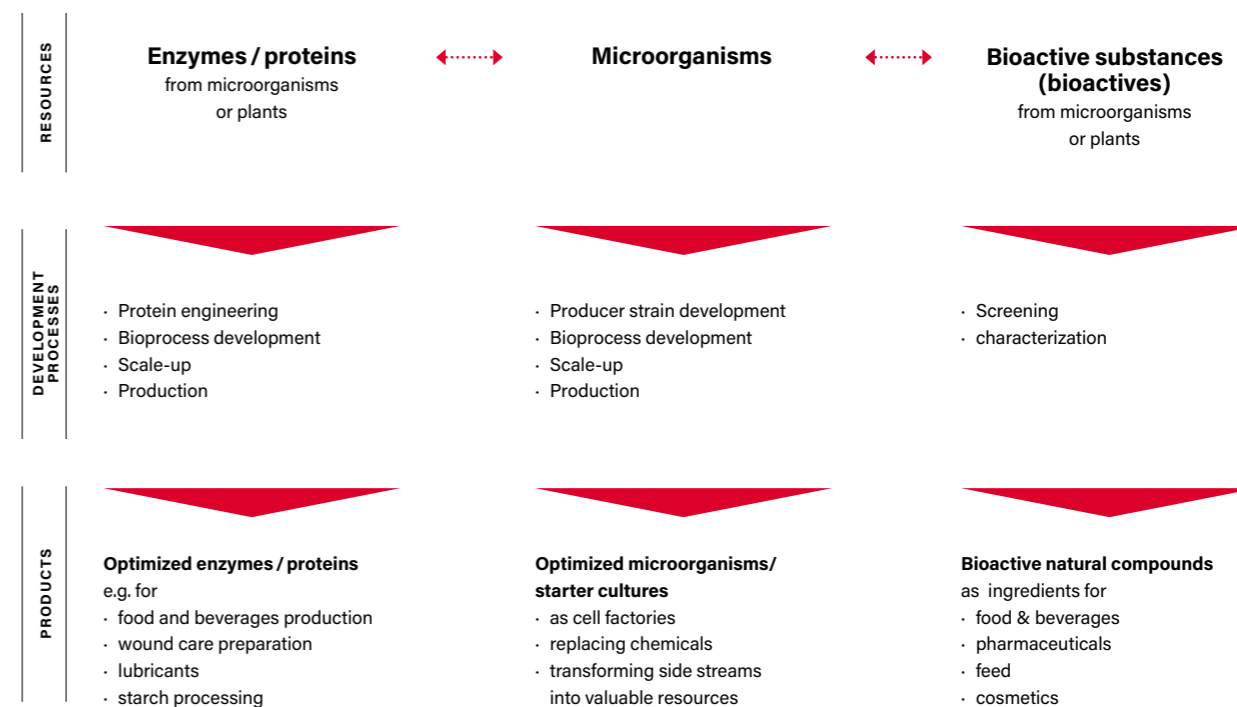 RESOURCES
Enzymes / proteins
from microorganisms
or plants
Microorganisms
Bioactive substances
(bioactives)
from microorganisms
or plants
DEVELOPMENT
PROCESSES
· Protein engineering
· Bioprocess development
· Scale-up
· Production
· Producer strain development
· Bioprocess development
· Scale-up
· Production
· Screening
· characterization
PRODUCTS
Optimized enzymes / proteins
e.g. for
· food and beverages production
· wound care preparation
· lubricants
· starch processing
Optimized microorganisms/
starter cultures
· as cell factories
· replacing chemicals
· transforming side streams
into valuable resources
Bioactive natural compounds
as ingredients for
· food & beverages
· pharmaceuticals
· feed
· cosmetics